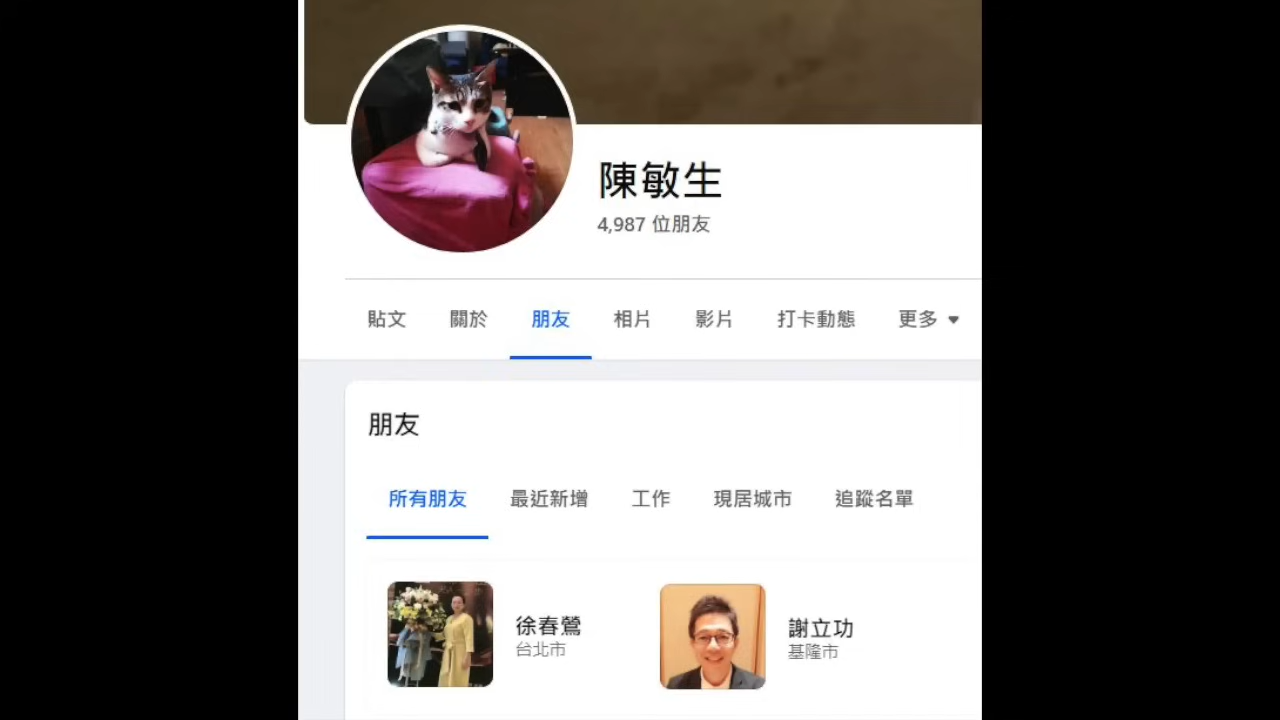 陳敏生
4,987 位朋友
貼文 關於 朋友 相片 影片 打卡動態 更多
朋友
所有朋友 最近新增 工作 現居城市 追蹤名單
徐春鶯
台北市
謝立功
基隆市